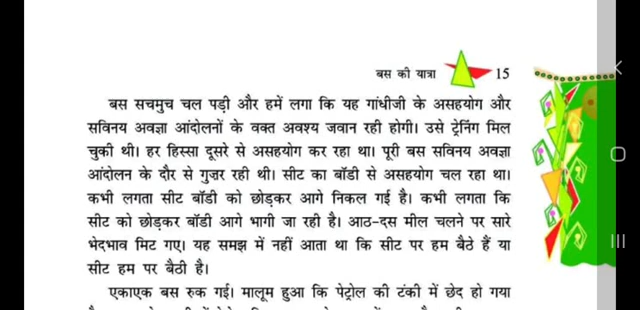 बस की यात्रा 15
बस सचमुच चल पड़ी और हमें लगा कि यह गांधीजी के असहयोग और
सविनय अवज्ञा आंदोलनों के वक्त अवश्य जवान रही होगी। उसे ट्रेनिंग मिल
चुकी थी। हर हिस्सा दूसरे से असहयोग कर रहा था। पूरी बस सविनय अवज्ञा
आंदोलन के दौर से गुज़र रही थी। सीट का बॉडी से असहयोग चल रहा था।
कभी लगता सीट बॉडी को छोड़कर आगे निकल गई है। कभी लगता कि
सीट को छोड़कर बॉडी आगे भागी जा रही है। आठ-दस मील चलने पर सारे
भेदभाव मिट गए। यह समझ में नहीं आता था कि सीट पर हम बैठे हैं या
सीट हम पर बैठी है।
एकाएक बस रुक गई। मालूम हुआ कि पेट्रोल की टंकी में छेद हो गया